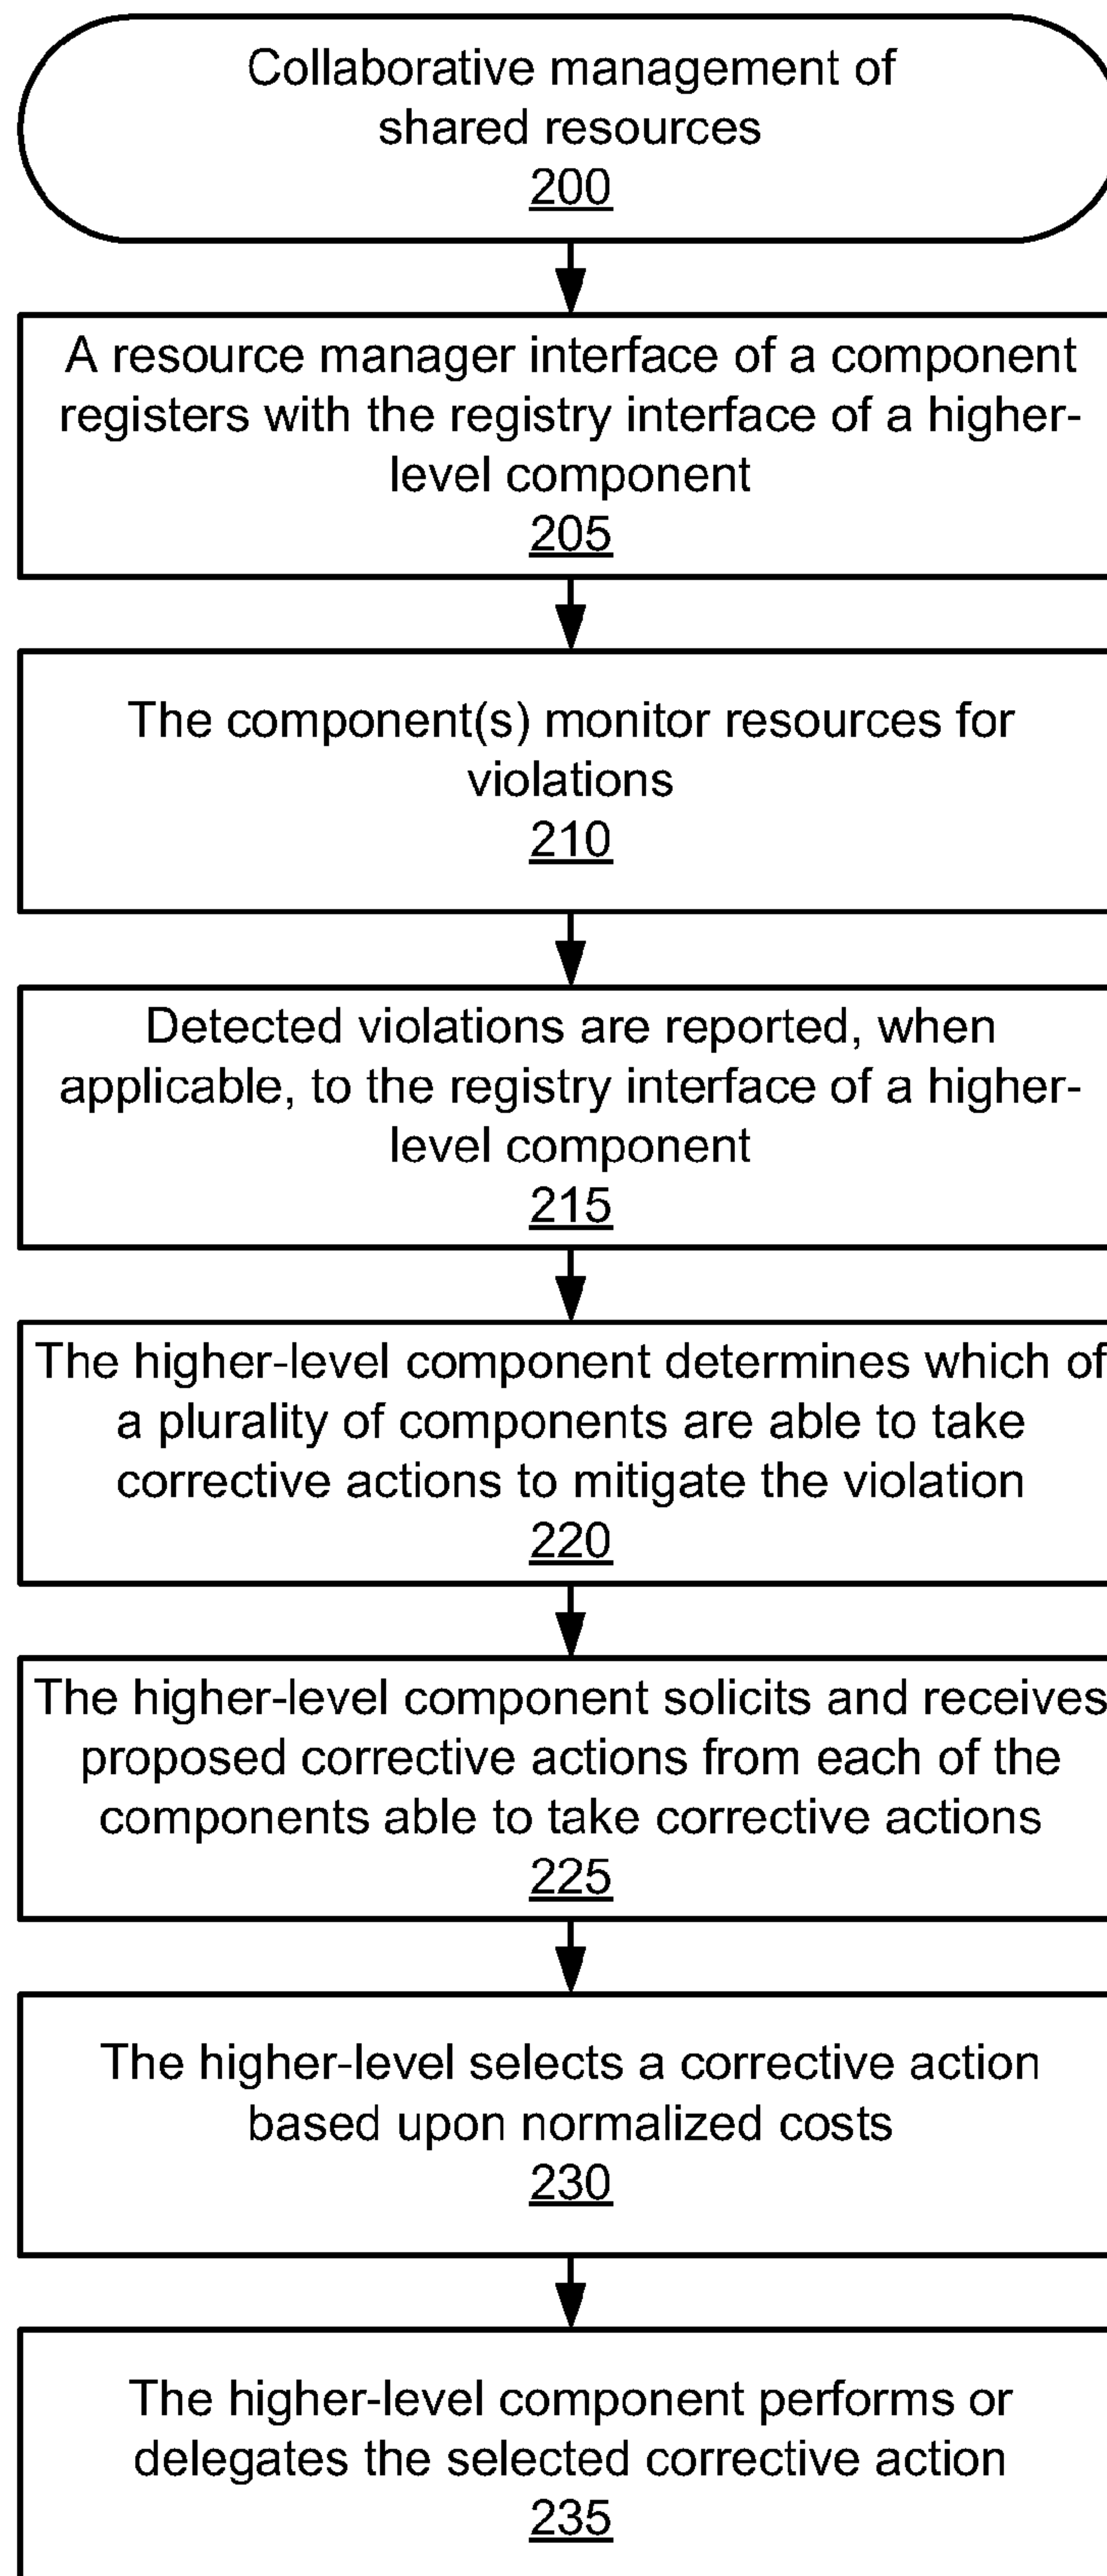 Collaborative management of
shared resources
200
A resource manager interface of a component
registers with the registry interface of a higher-
level component
205
The component(s) monitor resources for
violations
210
Detected violations are reported, when
applicable, to the registry interface of a higher-
level component
215
The higher-level component determines which of
a plurality of components are able to take
corrective actions to mitigate the violation
220
The higher-level component solicits and receives
proposed corrective actions from each of the
components able to take corrective actions
225
The higher-level selects a corrective action
based upon normalized costs
230
The higher-level component performs or
delegates the selected corrective action
235